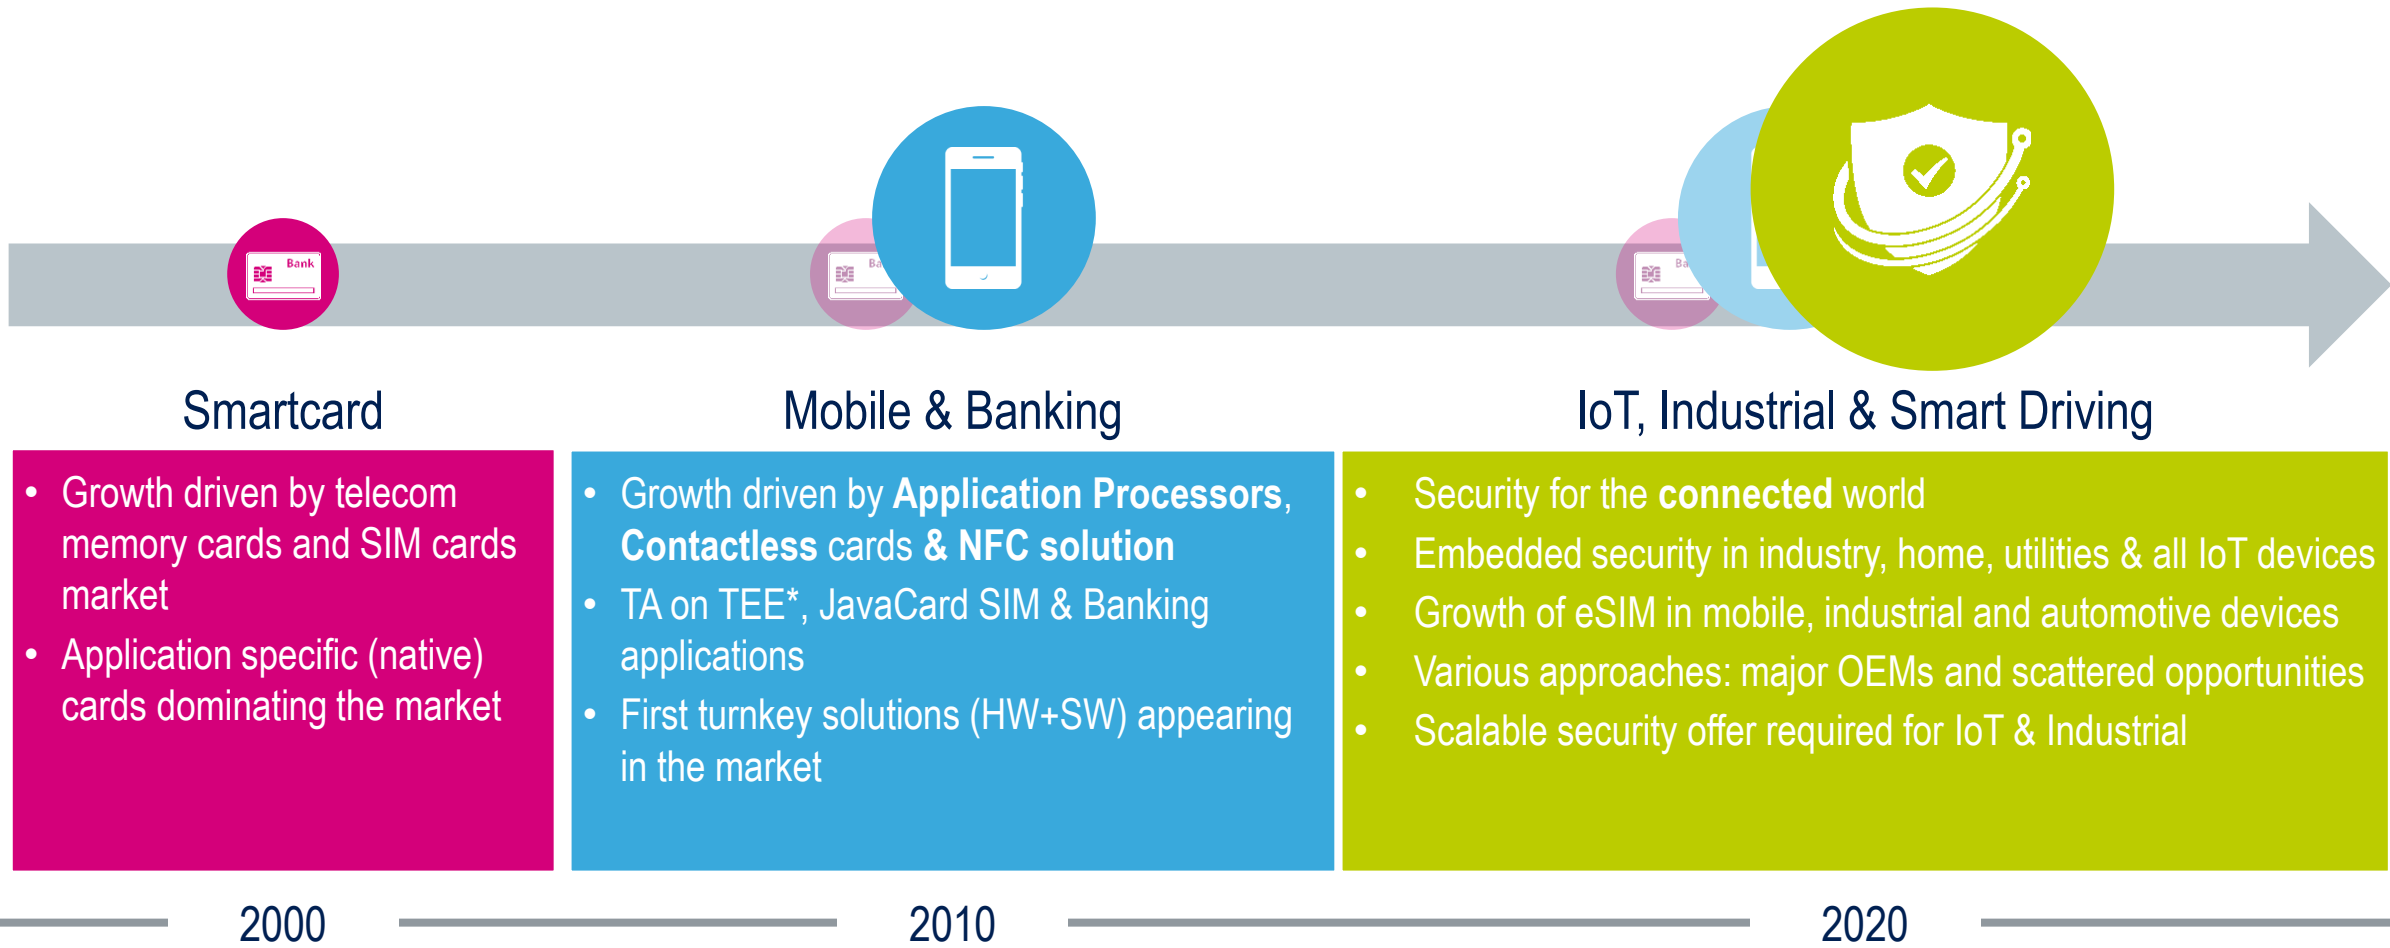 Bank
Ba
Ba
Smartcard
Mobile & Banking
IoT, Industrial & Smart Driving
• Growth driven by telecom
memory cards and SIM cards
market
• Application specific (native)
cards dominating the market
• Growth driven by Application Processors,
Contactless cards & NFC solution
• TA on TEE*, JavaCard SIM & Banking
applications
• First turnkey solutions (HW+SW) appearing
in the market
• Security for the connected world
• Embedded security in industry, home, utilities & all IoT devices
• Growth of eSIM in mobile, industrial and automotive devices
• Various approaches: major OEMs and scattered opportunities
• Scalable security offer required for IoT & Industrial
2000
2010
2020